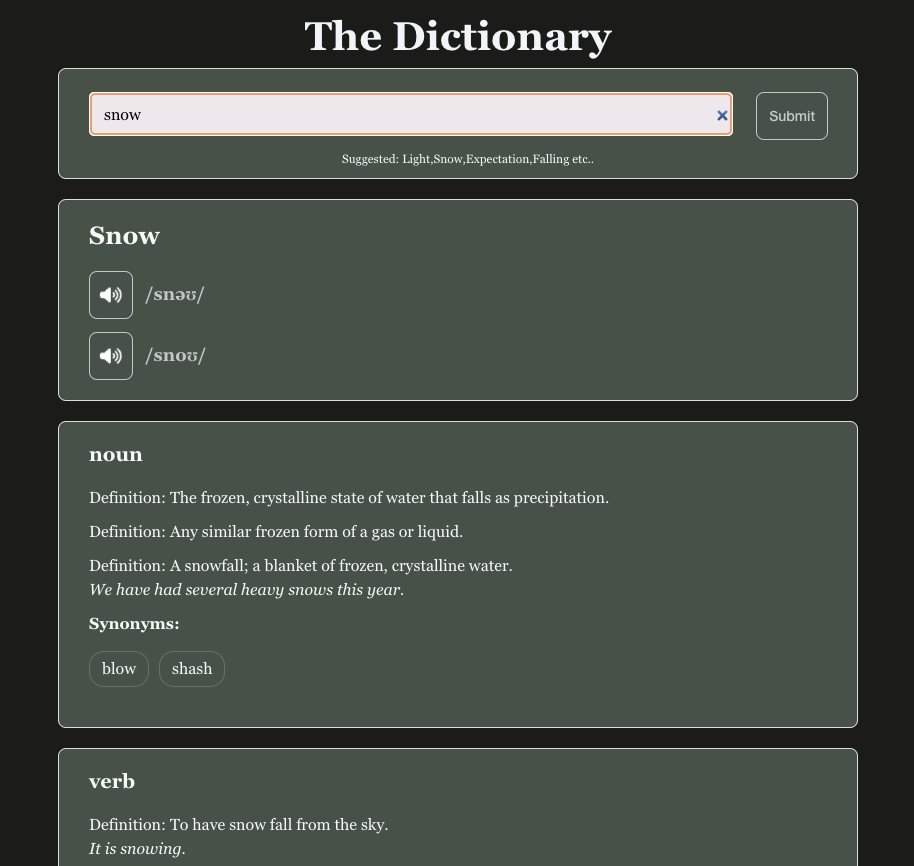 The Dictionary
snow
Submit
Suggested: Light,Snow,Expectation,Falling etc..
Snow
/snəʊ/
/snoʊ/
noun
Definition: The frozen, crystalline state of water that falls as precipitation.
Definition: Any similar frozen form of a gas or liquid.
Definition: A snowfall; a blanket of frozen, crystalline water.
We have had several heavy snows this year.
Synonyms:
blow shash
verb
Definition: To have snow fall from the sky.
It is snowing.